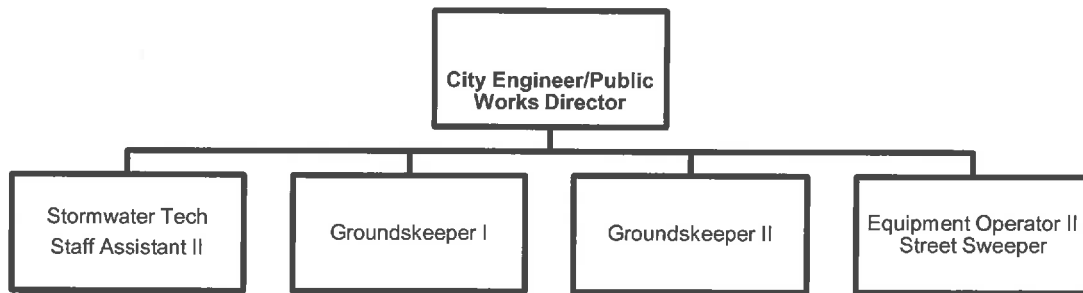 City Engineer/Public
Works Director
Stormwater Tech
Staff Assistant II
Groundskeeper I
Groundskeeper II
Equipment Operator II
Street Sweeper